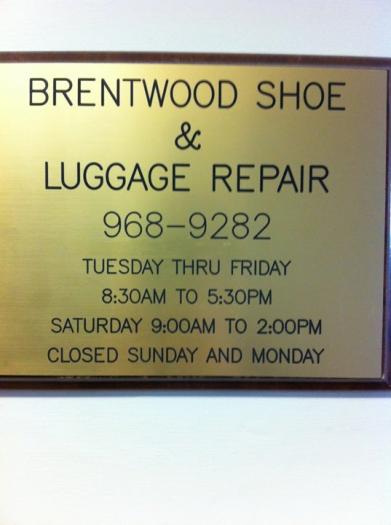 BRENTWOOD SHOE
&
LUGGAGE REPAIR
968-9282
TUESDAY THRU FRIDAY
8:30AM TO 5:30PM
SATURDAY 9:00AM TO 2:00PM
CLOSED SUNDAY AND MONDAY